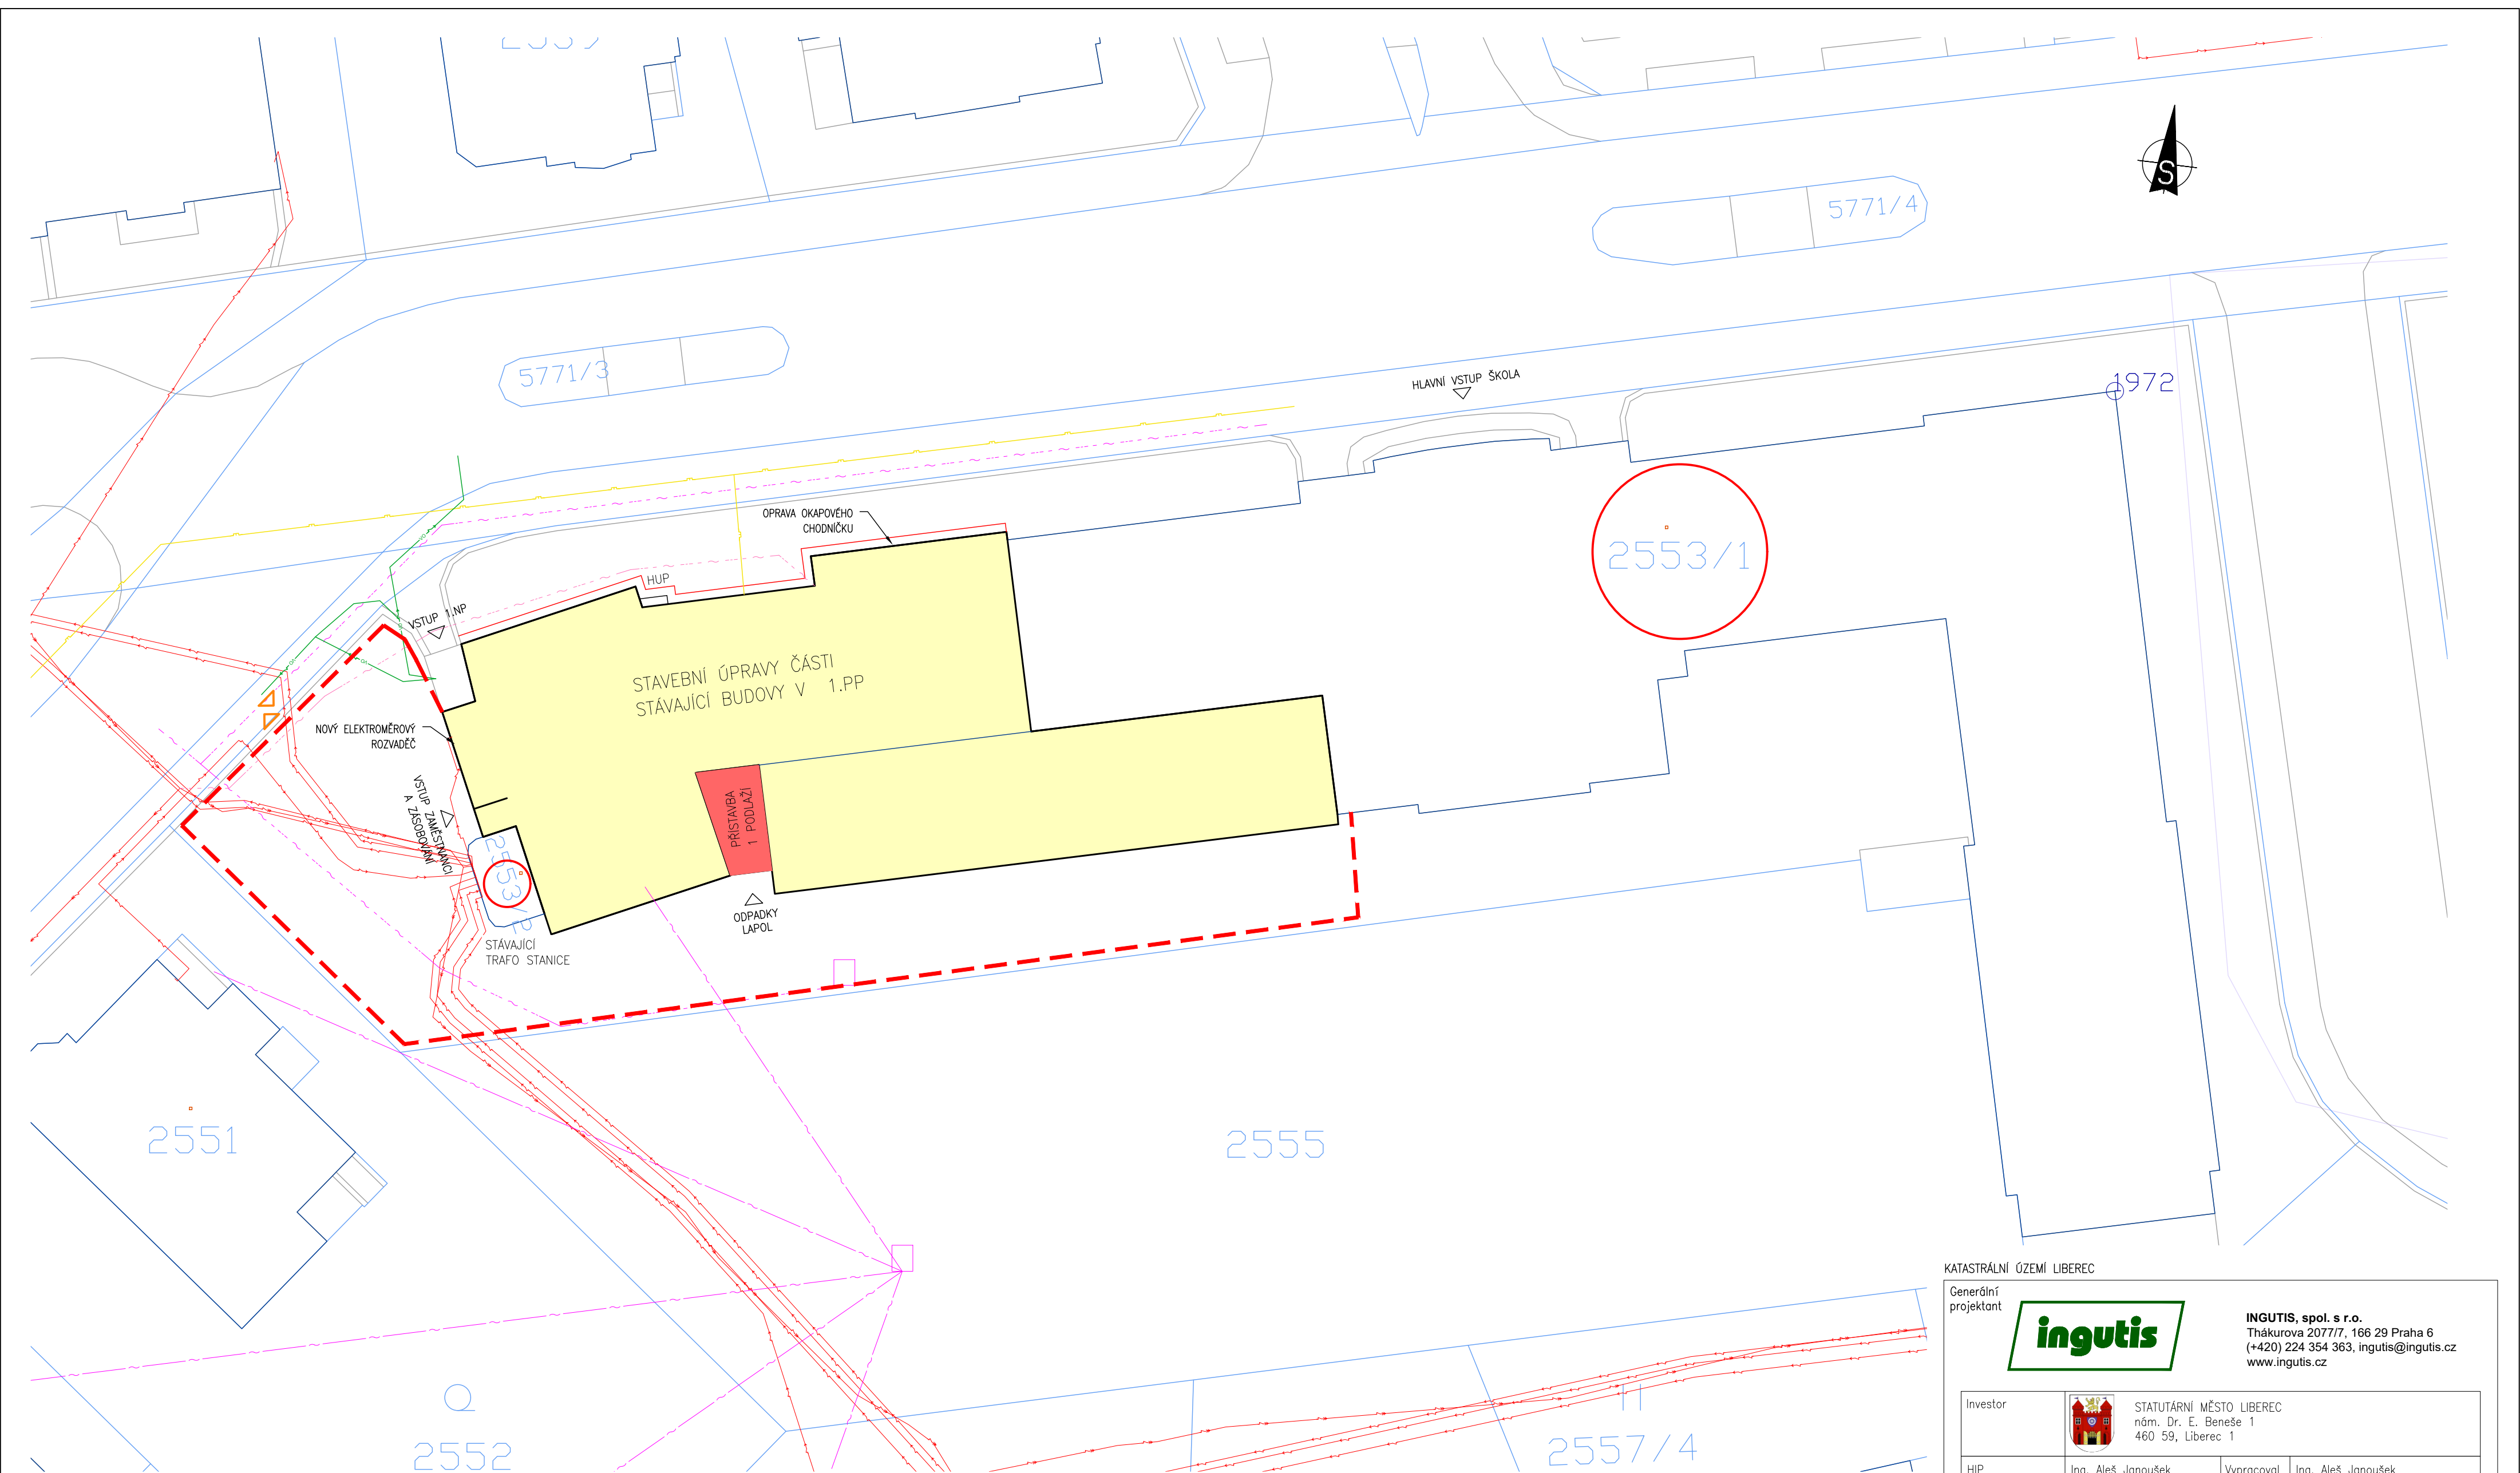 S
5771/4
5771/3
HLAVNÍ VSTUP ŠKOLA
1972
OPRAVA OKAPOVÉHO
CHODNÍČKU
2553/1
HUP
VSTUP 1.NP
STAVEBNÍ ÚPRAVY ČÁSTI
STÁVAJÍCÍ BUDOVY V 1.PP
NOVÝ ELEKTROMĚROVÝ
ROZVADĚČ
VSTUP ZAMĚSTNANCI
A ZÁSOBOVÁNÍ
PŘÍSTAVBA
1 PODLAŽÍ
2553/2
ODPADKY
LAPOL
STÁVAJÍCÍ
TRAFO STANICE
2551
2555
2552
2557/4
KATASTRÁLNÍ ÚZEMÍ LIBEREC
Generální
projektant
ingutis
INGUTIS, spol. s r.o.
Thákurova 2077/7, 166 29 Praha 6
(+420) 224 354 363, ingutis@ingutis.cz
www.ingutis.cz
Investor
STATUTÁRNÍ MĚSTO LIBEREC
nám. Dr. E. Beneše 1
460 59, Liberec 1
HIP
Ing. Aleš Janoušek
Vypracoval
Ing. Aleš Janoušek